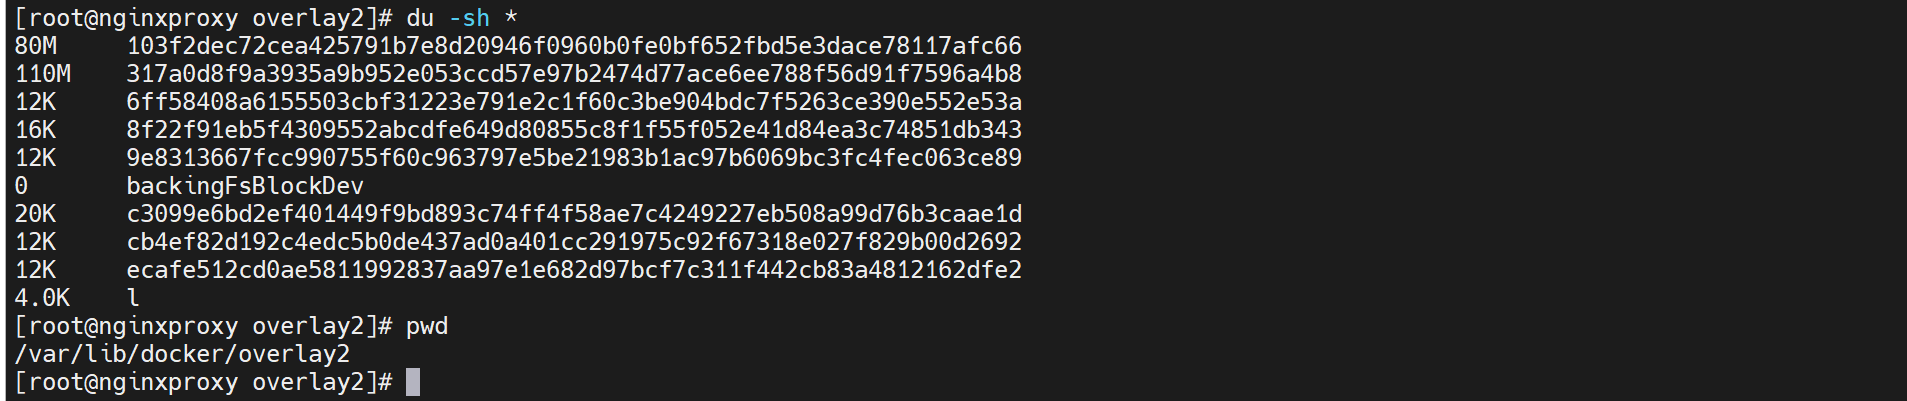 [root@nginxproxy overlay2]# du -sh *
80M 103f2dec72cea425791b7e8d20946f0960b0fe0bf652fbd5e3dace78117afc66
110M 317a0d8f9a3935a9b952e053ccd57e97b2474d77ace6ee788f56d91f7596a4b8
12K 6ff58408a6155503cbf31223e791e2c1f60c3be904bdc7f5263ce390e552e53a
16K 8f22f91eb5f4309552abcdfe649d80855c8f1f55f052e41d84ea3c74851db343
12K 9e8313667fcc990755f60c963797e5be21983b1ac97b6069bc3fc4fec063ce89
0 backingFsBlockDev
20K c3099e6bd2ef401449f9bd893c74ff4f58ae7c4249227eb508a99d76b3caae1d
12K cb4ef82d192c4edc5b0de437ad0a401cc291975c92f67318e027f829b00d2692
12K ecafe512cd0ae5811992837aa97e1e682d97bcf7c311f442cb83a4812162dfe2
4.0K l
[root@nginxproxy overlay2]# pwd
/var/lib/docker/overlay2
[root@nginxproxy overlay2]#